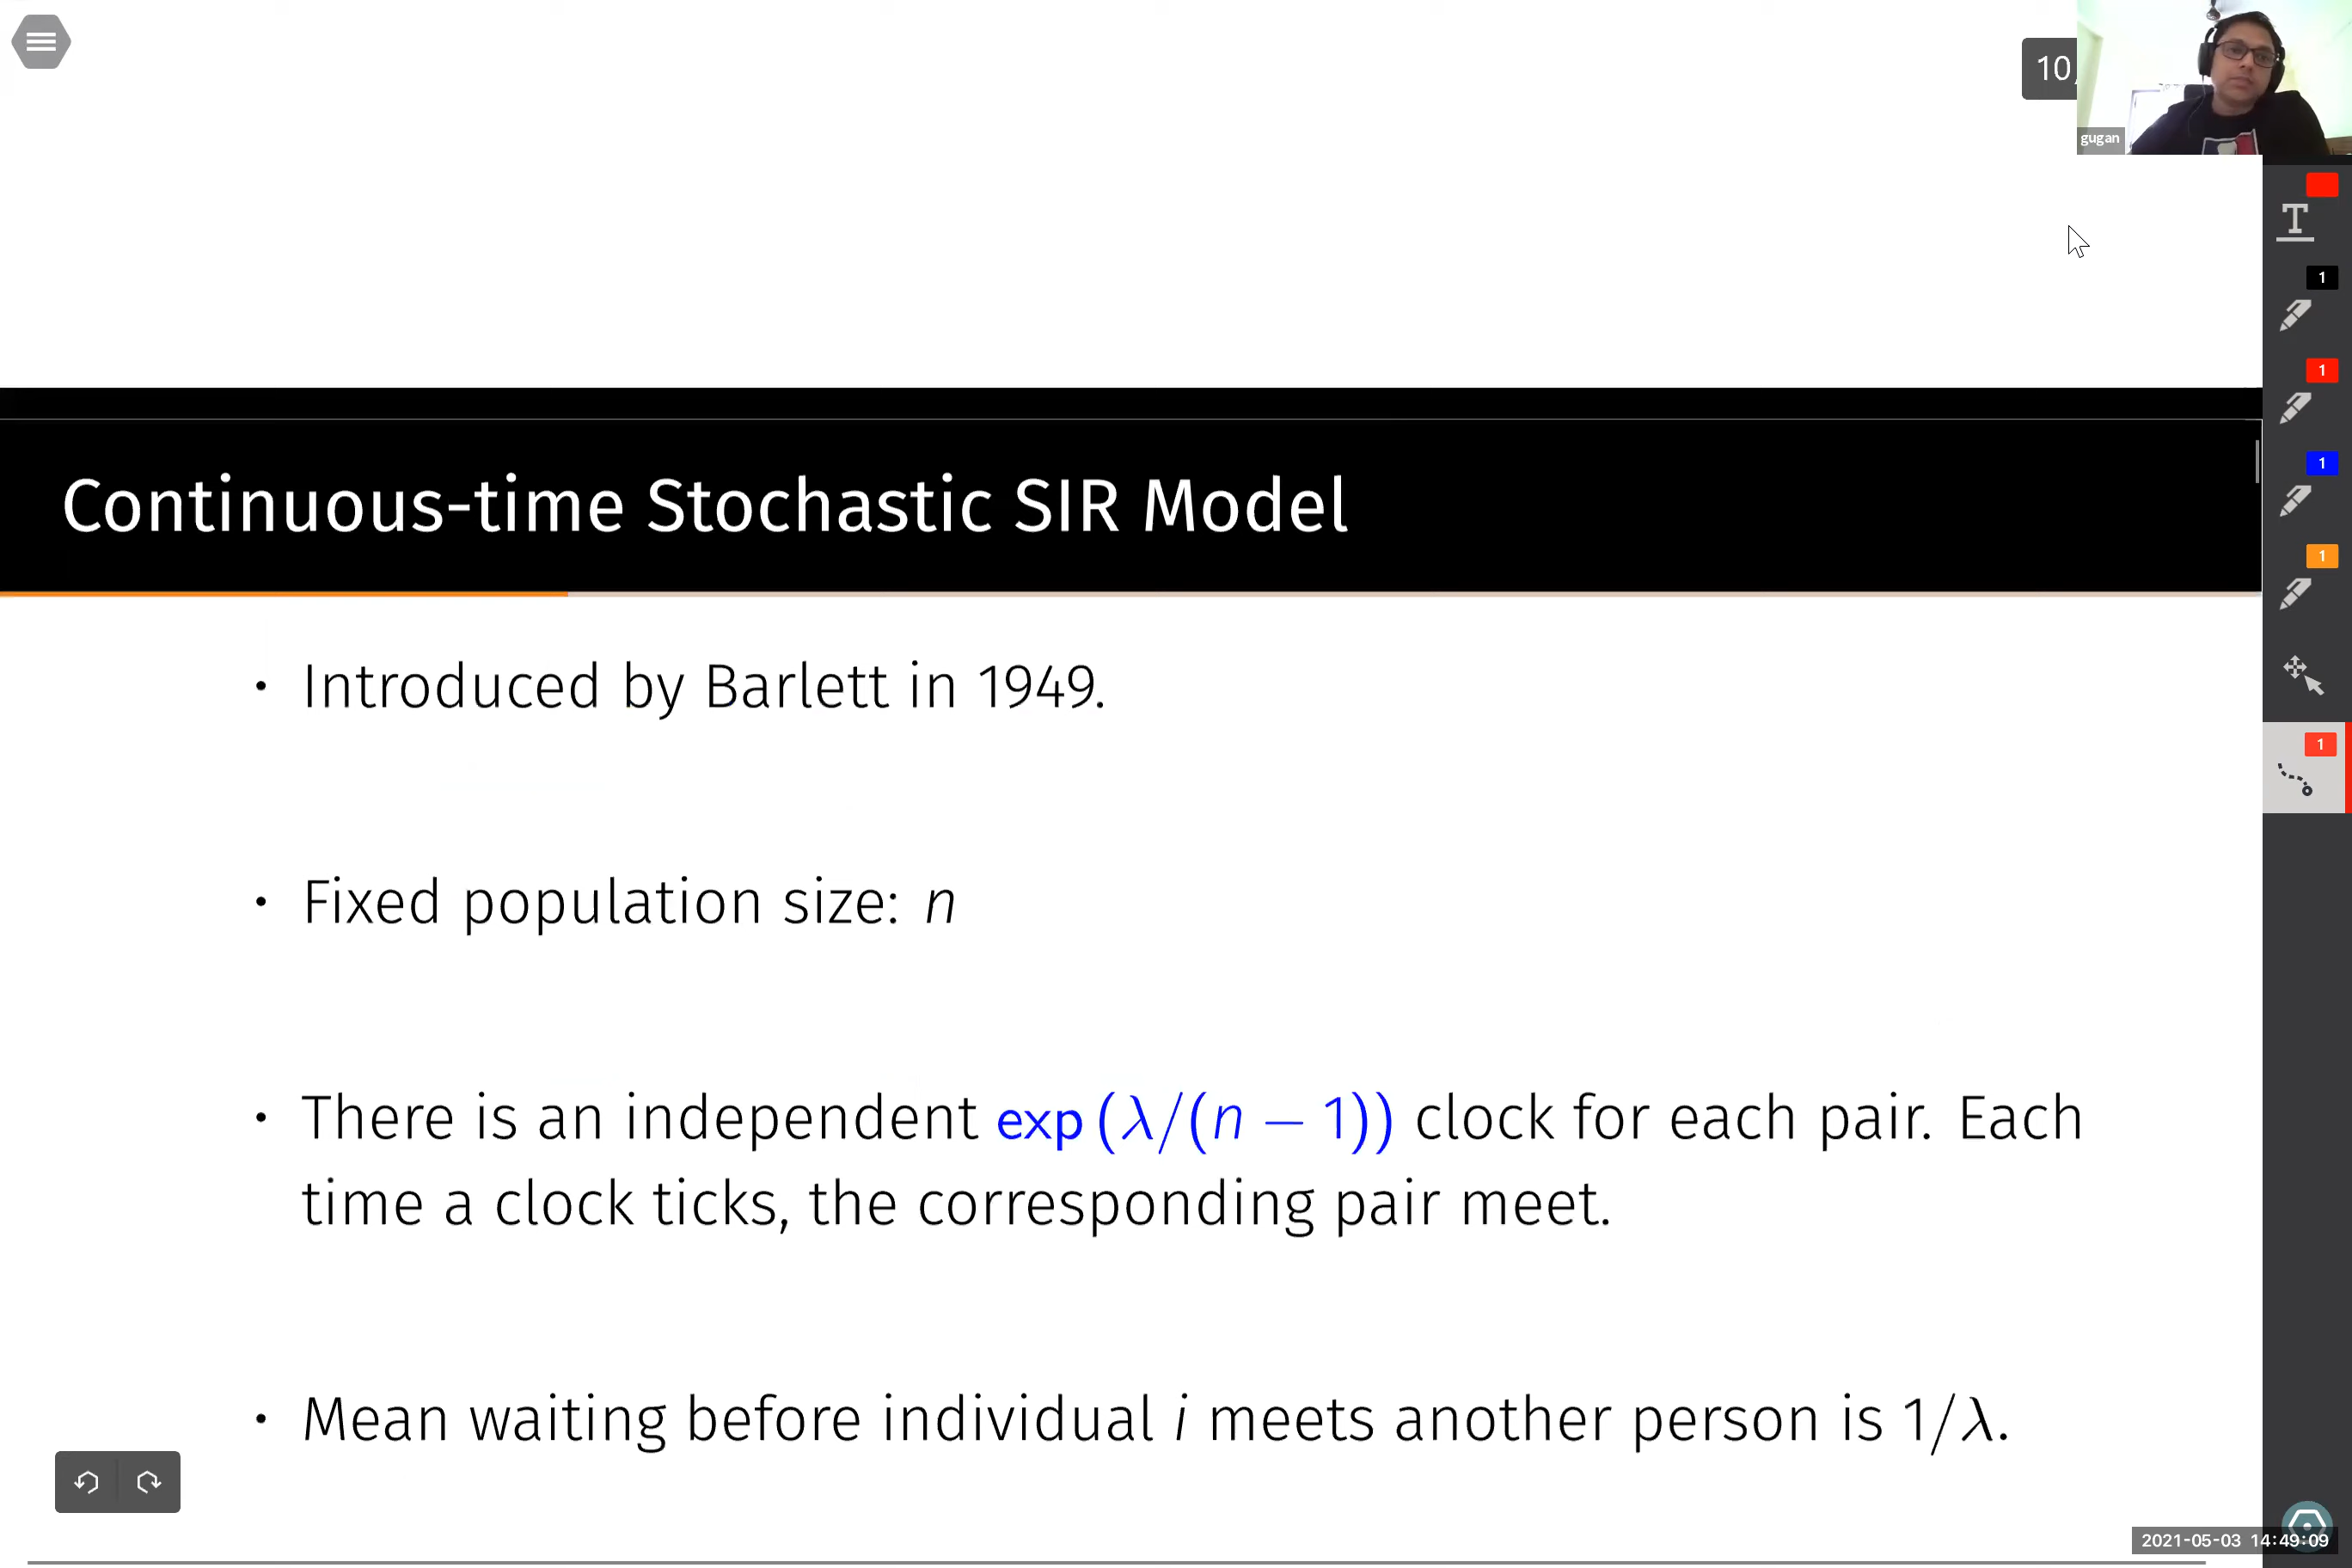 10
gugan
T
1
1
1
1
Continuous-time Stochastic SIR Model
• Introduced by Barlett in 1949.
1
• Fixed population size: n
• There is an independent exp(λ/(n − 1)) clock for each pair. Each
time a clock ticks, the corresponding pair meet.
• Mean waiting before individual i meets another person is 1/λ.
2021-05-03 14:49:09